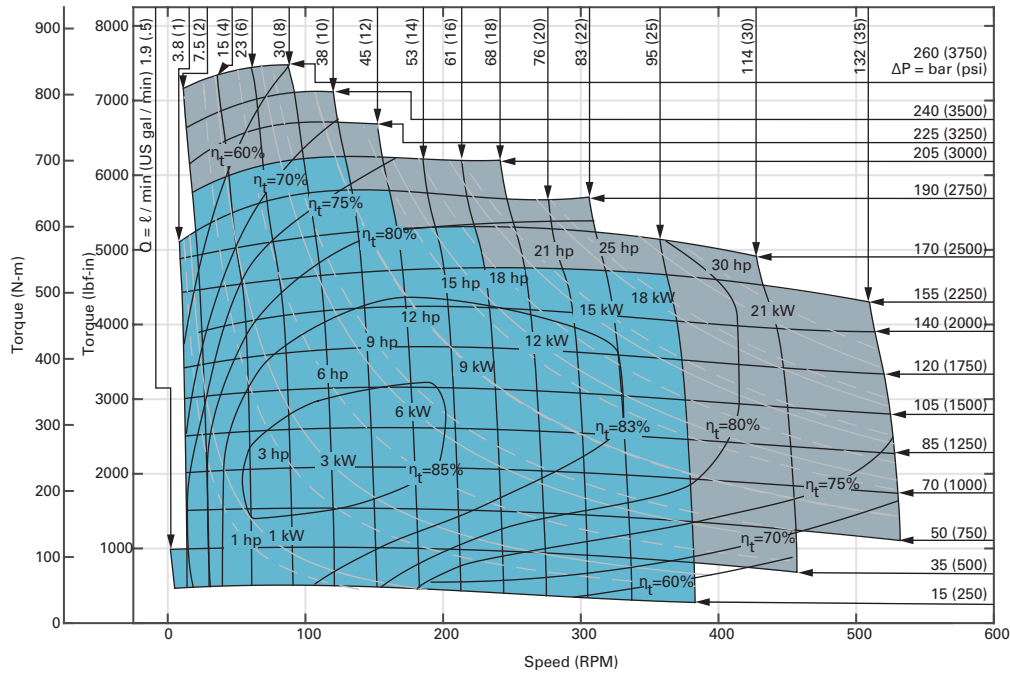 Torque (N-m)
900
800
700
600
500
400
300
200
100
0
Torque (lbf-in)
8000
7000
6000
5000
4000
3000
2000
1000
Q = ℓ / min (US gal / min) 1.9 (.5)
3.8 (1)
7.5 (2)
15 (4)
23 (6)
30 (8)
38 (10)
45 (12)
53 (14)
61 (16)
68 (18)
76 (20)
83 (22)
95 (25)
114 (30)
132 (35)
260 (3750)
ΔP = bar (psi)
240 (3500)
225 (3250)
205 (3000)
190 (2750)
170 (2500)
155 (2250)
140 (2000)
120 (1750)
105 (1500)
85 (1250)
70 (1000)
50 (750)
35 (500)
15 (250)
ηt=60%
ηt=70%
ηt=75%
ηt=80%
21 hp
25 hp
30 hp
15 hp
18 hp
18 kW
12 hp
15 kW
21 kW
9 hp
12 kW
6 hp
9 kW
6 kW
ηt=83%
ηt=80%
3 hp
3 kW
ηt=85%
ηt=75%
1 hp
1 kW
ηt=70%
ηt=60%
0
100
200
300
400
500
600
Speed (RPM)